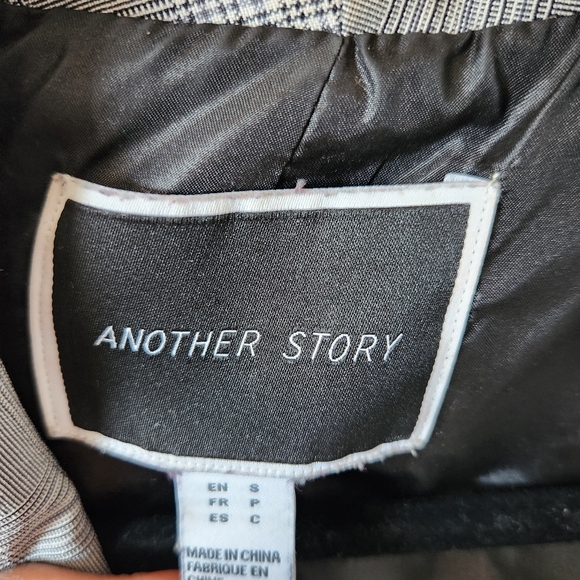 ANOTHER STORY
EN S
FR P
ES C
MADE IN CHINA
FABRIQUE EN